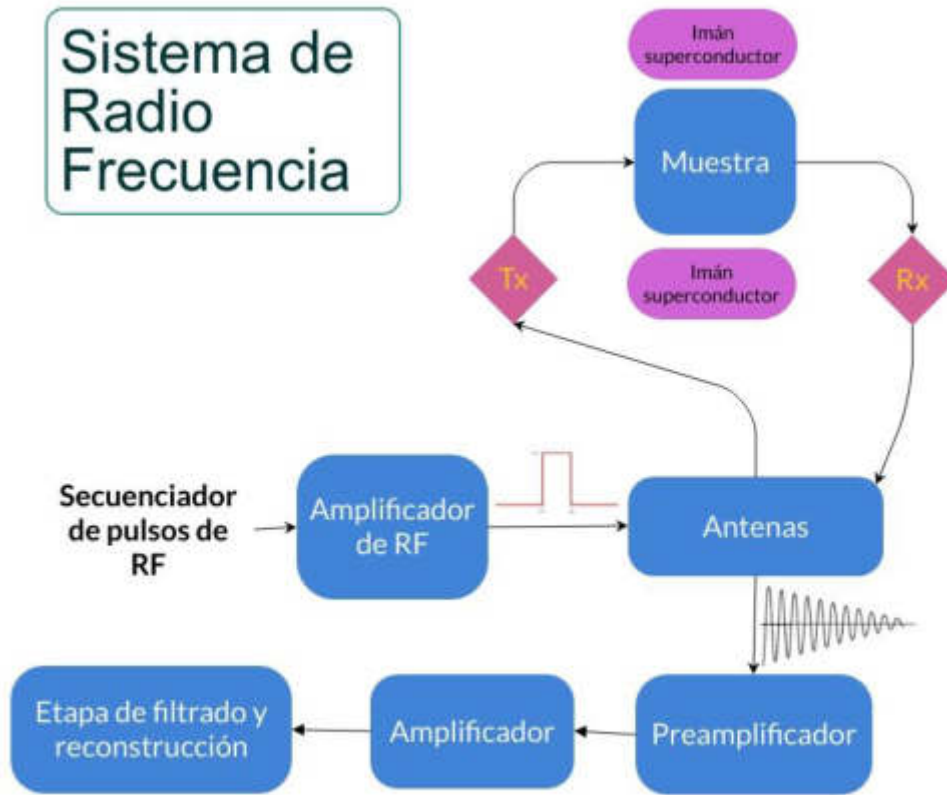 Sistema de
Radio
Frecuencia
Imán
superconductor
Muestra
Tx
Imán
superconductor
Rx
Secuenciador
de pulsos de
RF
Amplificador
de RF
Antenas
Etapa de filtrado y
reconstrucción
Amplificador
Preamplificador